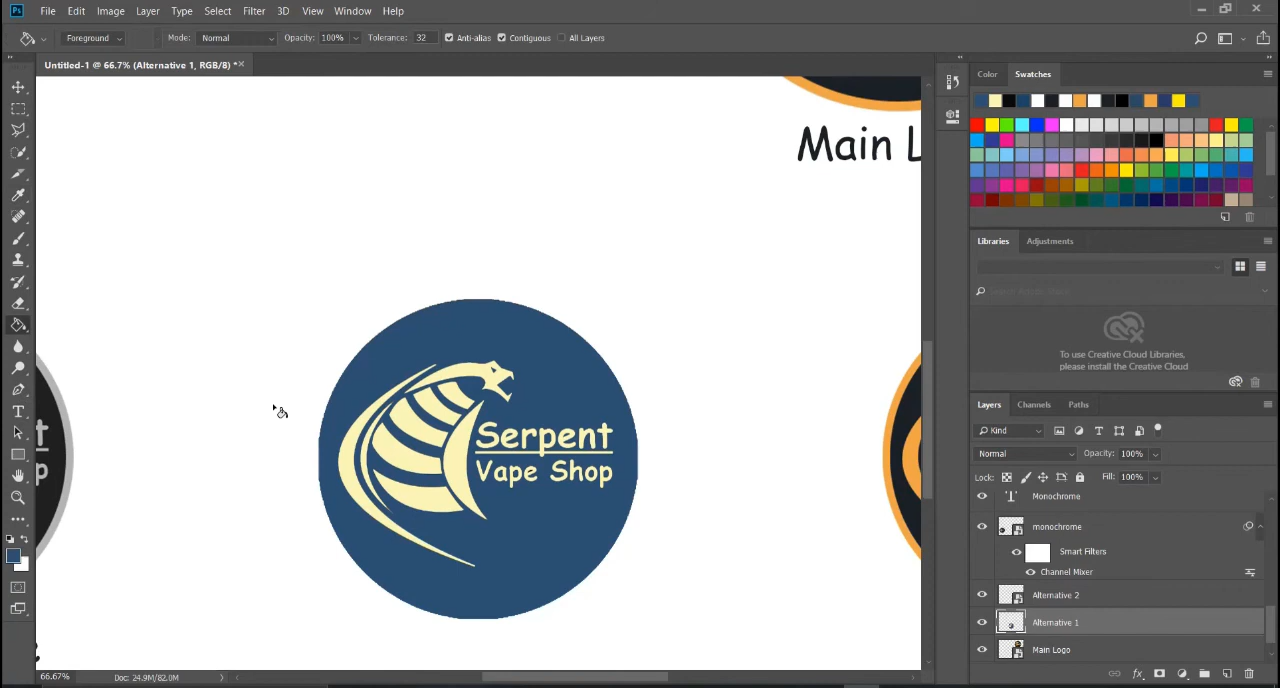 Ps File Edit Image Layer Type Select Filter 3D View Window Help
Foreground Mode: Normal Opacity: 100% Tolerance: 32 Anti-alias Contiguous All Layers
Untitled-1 @ 66.7% (Alternative 1, RGB/8) *
Color Swatches
Main L
Libraries Adjustments
To use Creative Cloud Libraries,
please install the Creative Cloud
Serpent
Vape Shop
t
p
Layers Channels Paths
Kind
Normal Opacity: 100%
Lock: Fill: 100%
Monochrome
monochrome
Smart Filters
Channel Mixer
Alternative 2
Alternative 1
Main Logo
66.67% Doc: 24.9M/82.0M